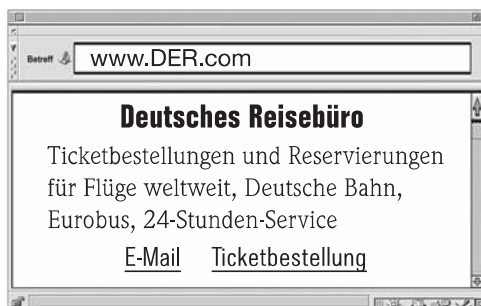 Betreff www.DER.com
Deutsches Reisebüro
Ticketbestellungen und Reservierungen
für Flüge weltweit, Deutsche Bahn,
Eurobus, 24-Stunden-Service
E-Mail Ticketbestellung